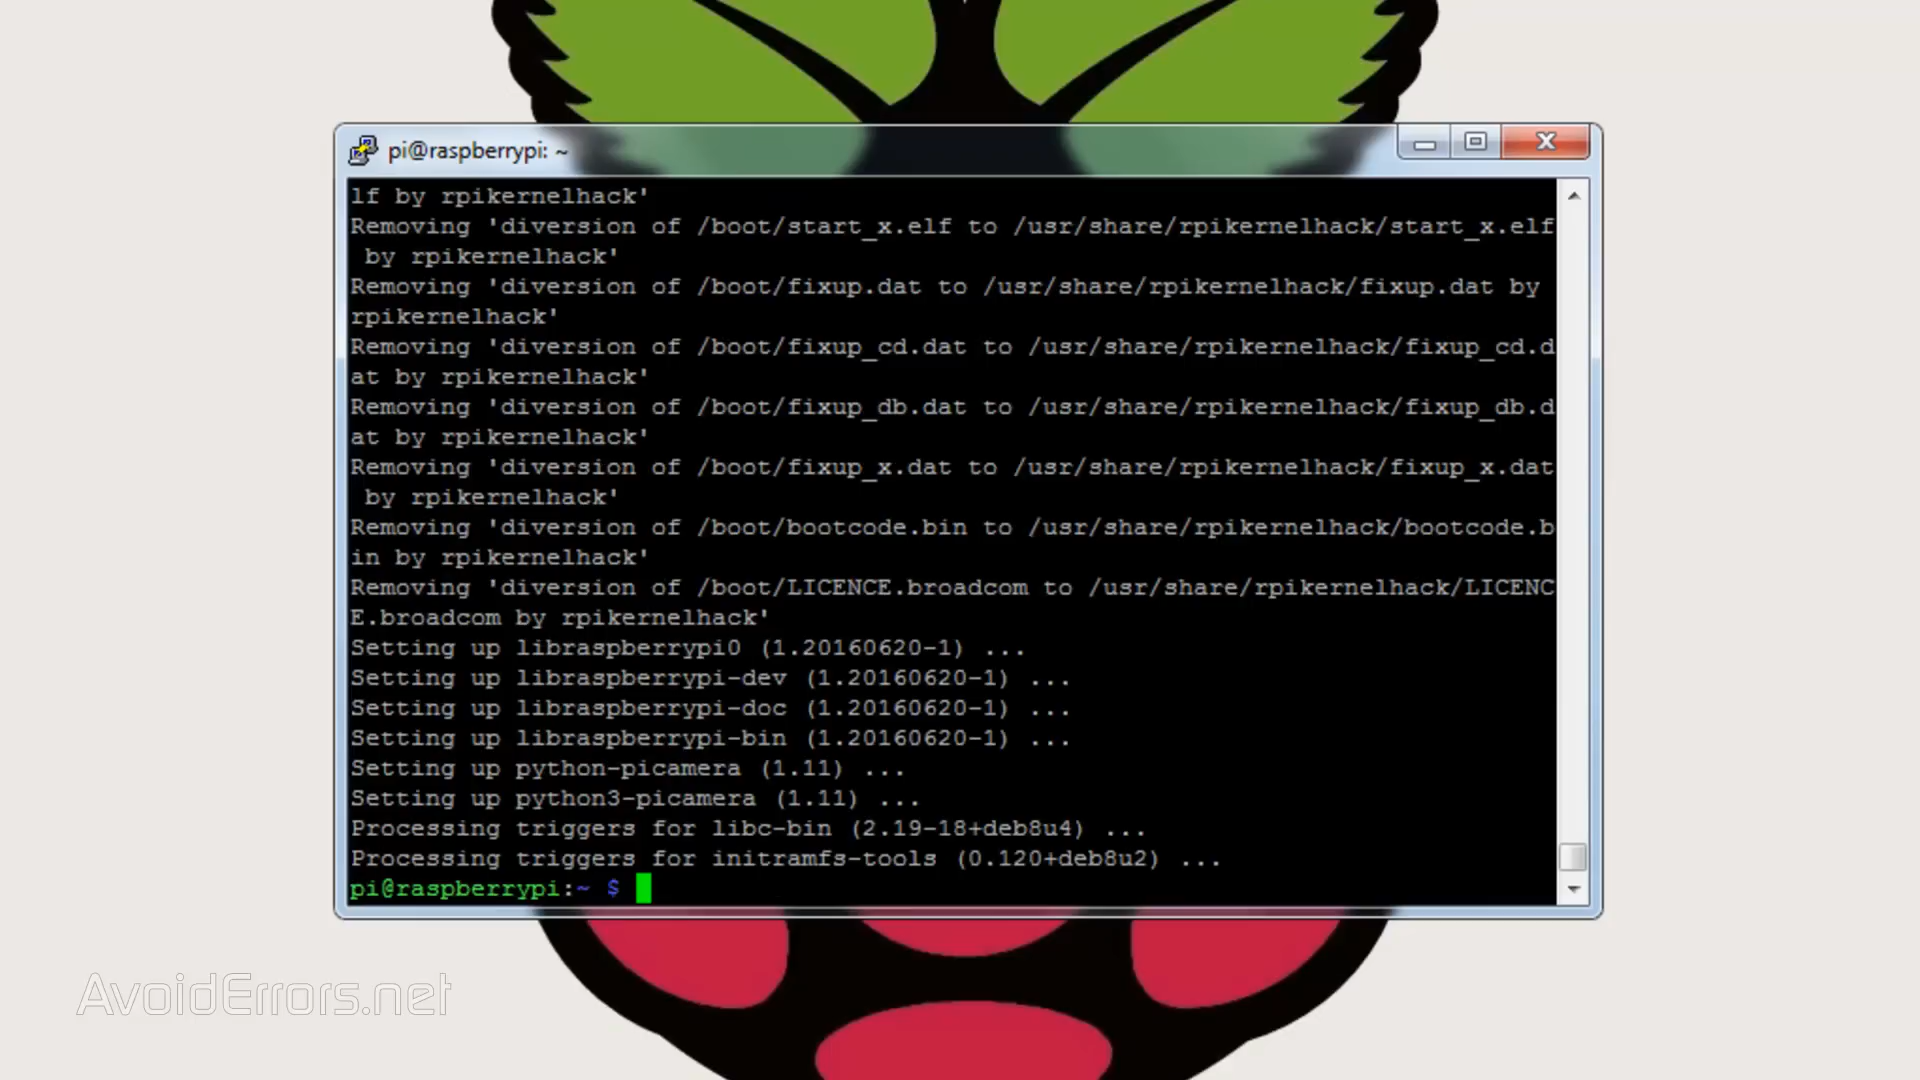 pi@raspberrypi: ~
lf by rpikernelhack'
Removing 'diversion of /boot/start_x.elf to /usr/share/rpikernelhack/start_x.elf
 by rpikernelhack'
Removing 'diversion of /boot/fixup.dat to /usr/share/rpikernelhack/fixup.dat by
rpikernelhack'
Removing 'diversion of /boot/fixup_cd.dat to /usr/share/rpikernelhack/fixup_cd.d
at by rpikernelhack'
Removing 'diversion of /boot/fixup_db.dat to /usr/share/rpikernelhack/fixup_db.d
at by rpikernelhack'
Removing 'diversion of /boot/fixup_x.dat to /usr/share/rpikernelhack/fixup_x.dat
 by rpikernelhack'
Removing 'diversion of /boot/bootcode.bin to /usr/share/rpikernelhack/bootcode.b
in by rpikernelhack'
Removing 'diversion of /boot/LICENCE.broadcom to /usr/share/rpikernelhack/LICENC
E.broadcom by rpikernelhack'
Setting up libraspberrypi0 (1.20160620-1) ...
Setting up libraspberrypi-dev (1.20160620-1) ...
Setting up libraspberrypi-doc (1.20160620-1) ...
Setting up libraspberrypi-bin (1.20160620-1) ...
Setting up python-picamera (1.11) ...
Setting up python3-picamera (1.11) ...
Processing triggers for libc-bin (2.19-18+deb8u4) ...
Processing triggers for initramfs-tools (0.120+deb8u2) ...
pi@raspberrypi:~ $
AvoidErrors.net